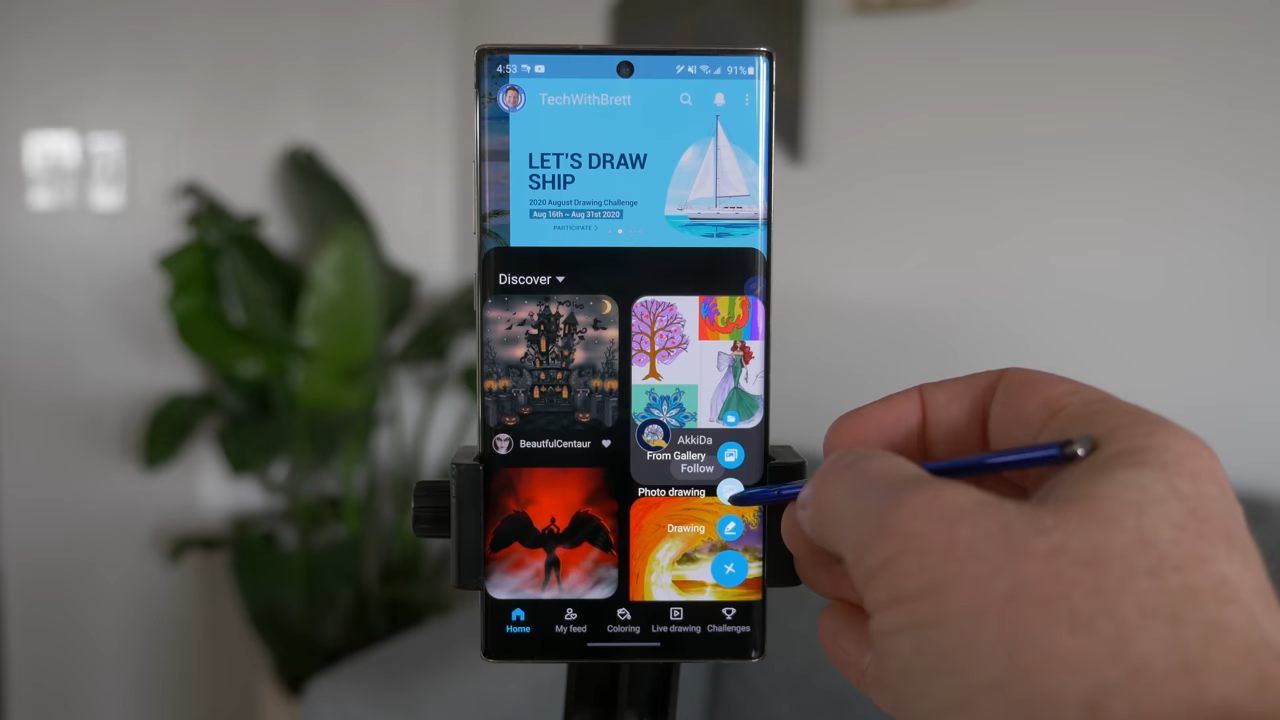 4:53 91%
TechWithBrett
LET'S DRAW
SHIP
2020 August Drawing Challenge
Aug 16th ~ Aug 31st 2020
PARTICIPATE >
Discover
BeautfulCentaur
AkkiDa
From Gallery
Follow
Photo drawing
Drawing
Home My feed Coloring Live drawing Challenges